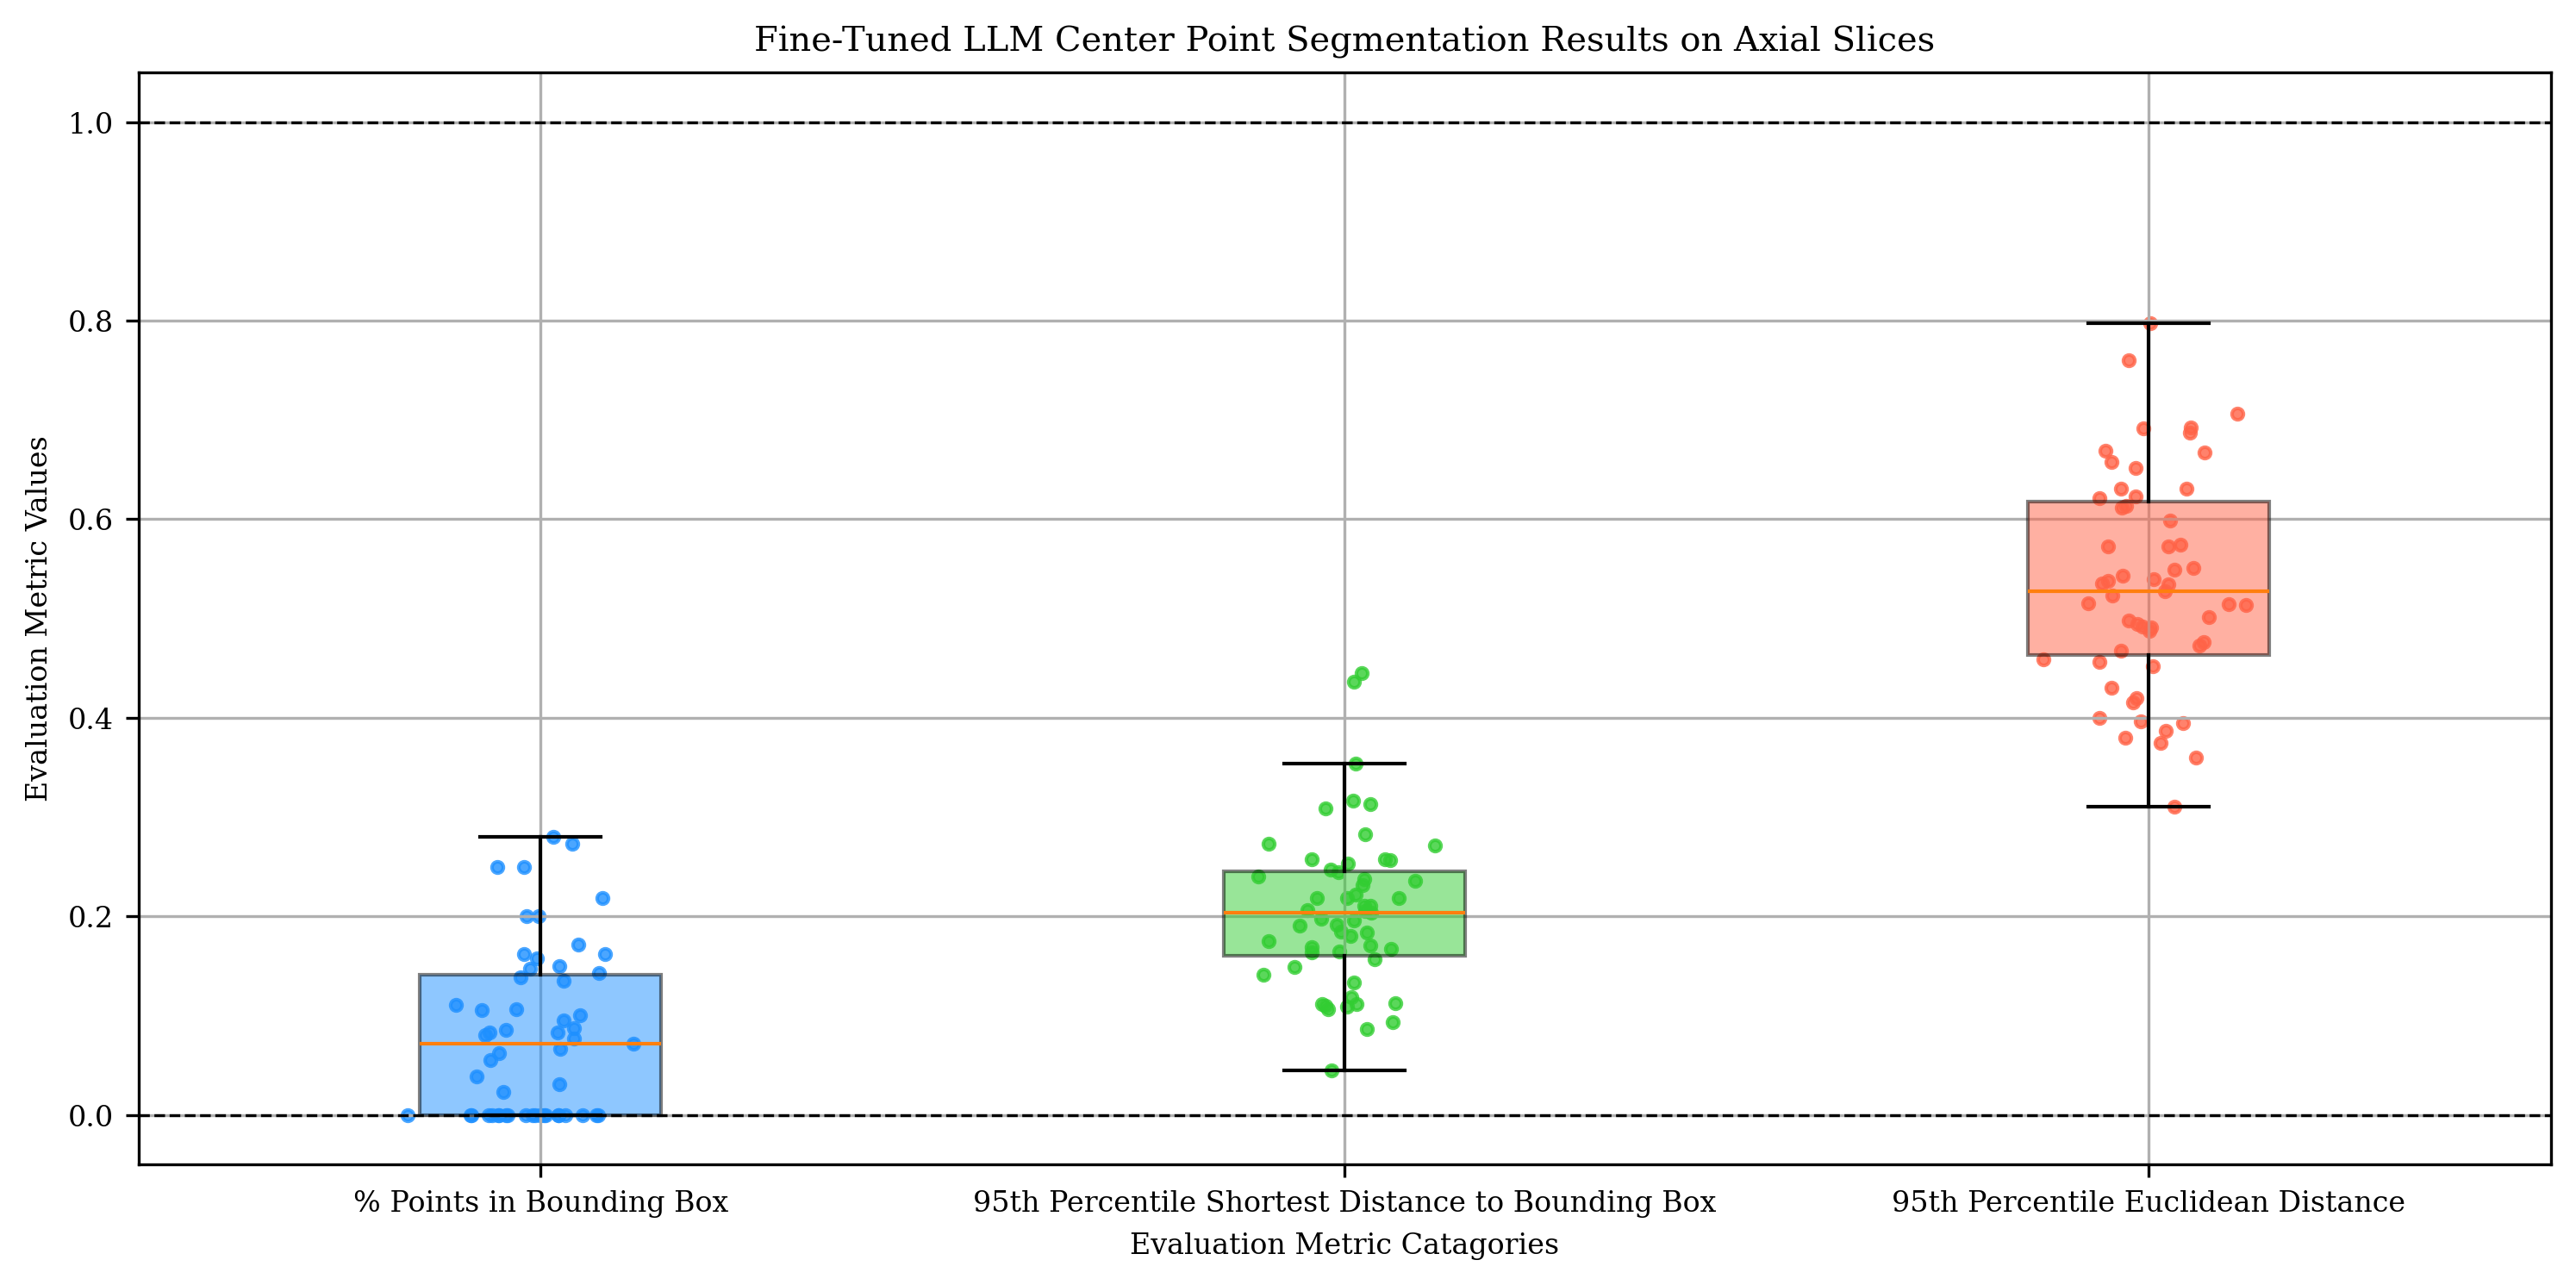 Fine-Tuned LLM Center Point Segmentation Results on Axial Slices
Evaluation Metric Values
1.0
0.8
0.6
0.4
0.2
0.0
% Points in Bounding Box
95th Percentile Shortest Distance to Bounding Box
95th Percentile Euclidean Distance
Evaluation Metric Catagories